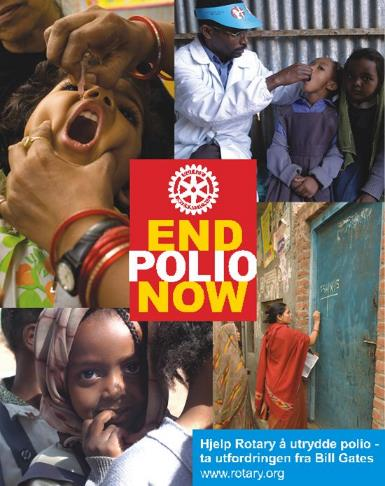 END
POLIO
NOW
Hjelp Rotary å utrydde polio -
ta utfordringen fra Bill Gates
www.rotary.org